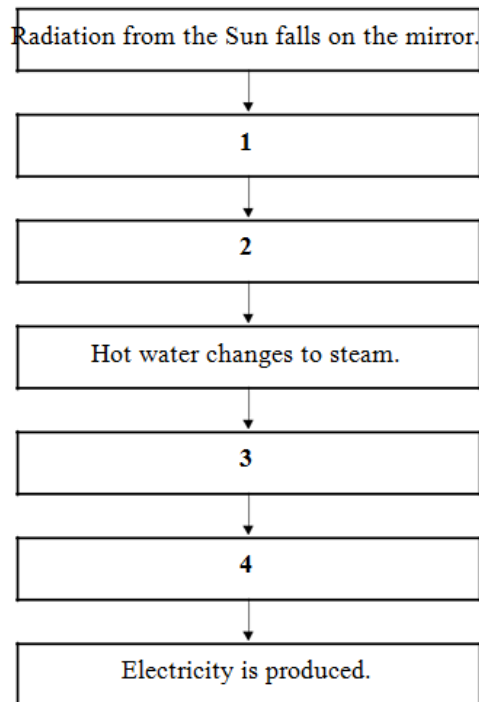 Radiation from the Sun falls on the mirror.
1
2
Hot water changes to steam.
3
4
Electricity is produced.